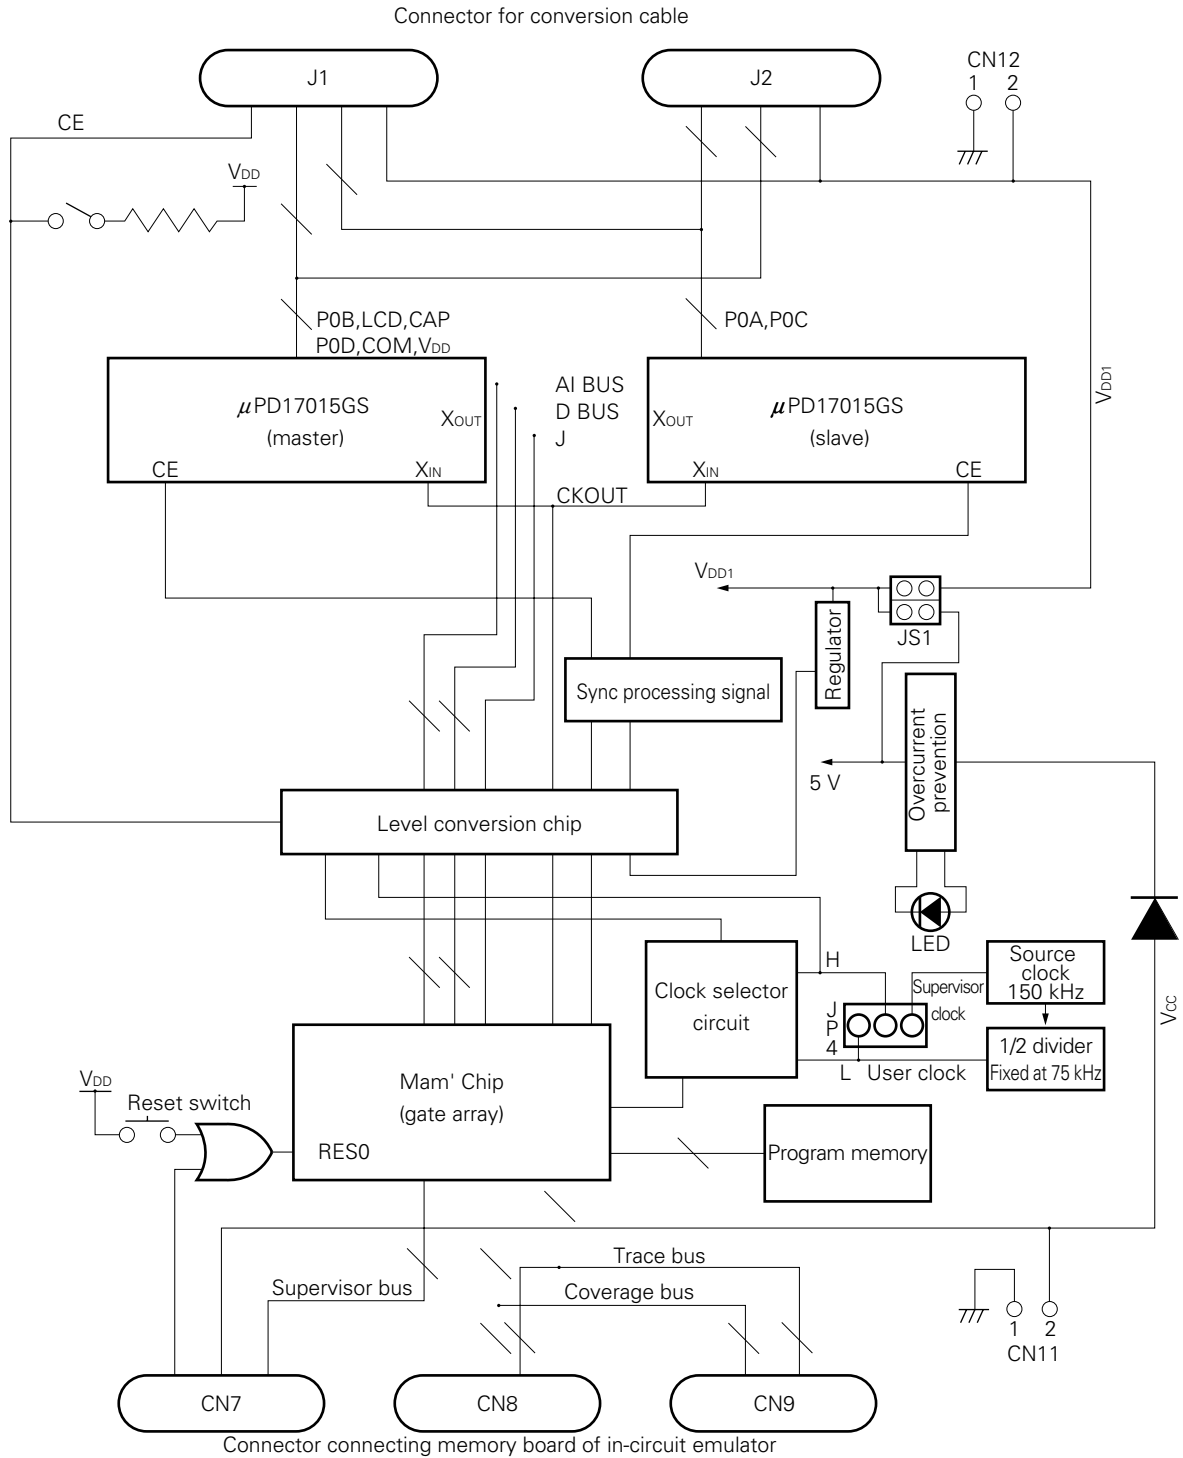 Connector for conversion cable
J1
J2
CN12
1 2
CE
VDD
P0B,LCD,CAP
P0D,COM,VDD
P0A,P0C
VDD1
μPD17015GS
(master)
XOUT
CE
XIN
AI BUS
D BUS
J
μPD17015GS
(slave)
XOUT
XIN
CE
CKOUT
VDD1
JS1
Regulator
Sync processing signal
Overcurrent
prevention
5 V
Level conversion chip
LED
Clock selector
circuit
H
JP4
L
Supervisor
clock
User clock
Source
clock
150 kHz
1/2 divider
Fixed at 75 kHz
VCC
Mam' Chip
(gate array)
RES0
VDD
Reset switch
Program memory
Trace bus
Supervisor bus
Coverage bus
1 2
CN11
CN7
CN8
CN9
Connector connecting memory board of in-circuit emulator